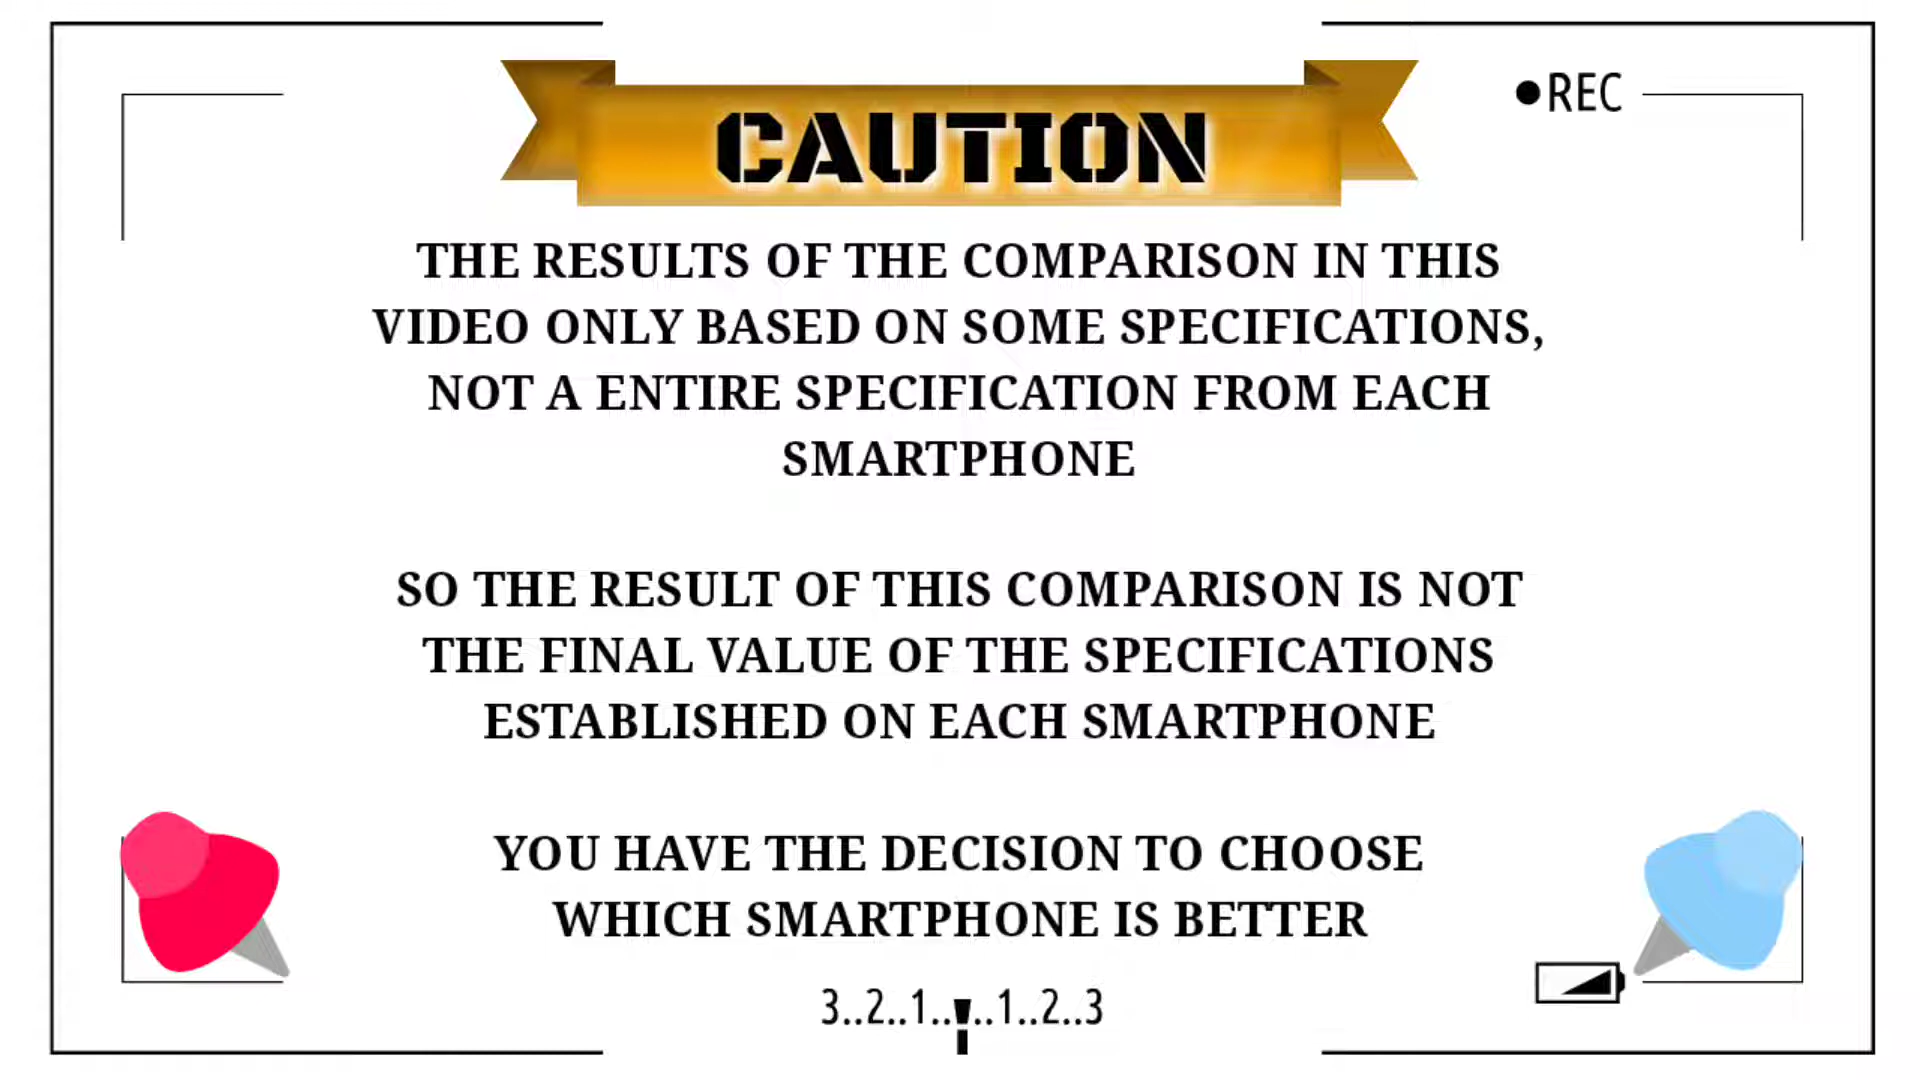 CAUTION
●REC
THE RESULTS OF THE COMPARISON IN THIS
VIDEO ONLY BASED ON SOME SPECIFICATIONS,
NOT A ENTIRE SPECIFICATION FROM EACH
SMARTPHONE
SO THE RESULT OF THIS COMPARISON IS NOT
THE FINAL VALUE OF THE SPECIFICATIONS
ESTABLISHED ON EACH SMARTPHONE
YOU HAVE THE DECISION TO CHOOSE
WHICH SMARTPHONE IS BETTER
3..2..1....1..2..3